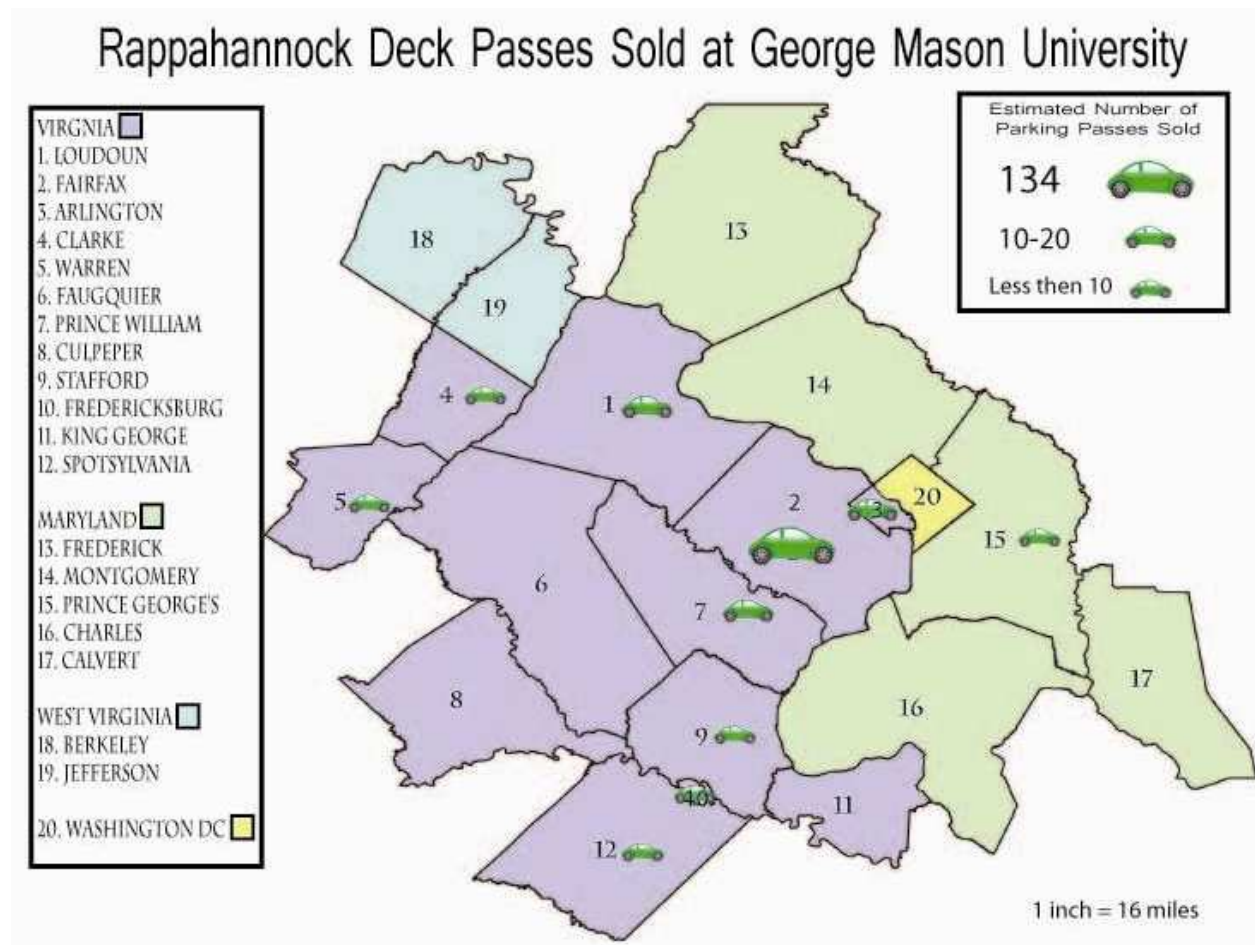 Rappahannock Deck Passes Sold at George Mason University
VIRGNIA
1. LOUDOUN
2. FAIRFAX
3. ARLINGTON
4. CLARKE
5. WARREN
6. FAUGQUIER
7. PRINCE WILLIAM
8. CULPEPER
9. STAFFORD
10. FREDERICKSBURG
11. KING GEORGE
12. SPOTSYLVANIA
MARYLAND
13. FREDERICK
14. MONTGOMERY
15. PRINCE GEORGE'S
16. CHARLES
17. CALVERT
WEST VIRGINIA
18. BERKELEY
19. JEFFERSON
20. WASHINGTON DC
Estimated Number of
Parking Passes Sold
134
10-20
Less then 10
13
18
19
14
4
1
5
2
3
20
15
6
7
17
8
16
9
10
11
12
1 inch = 16 miles